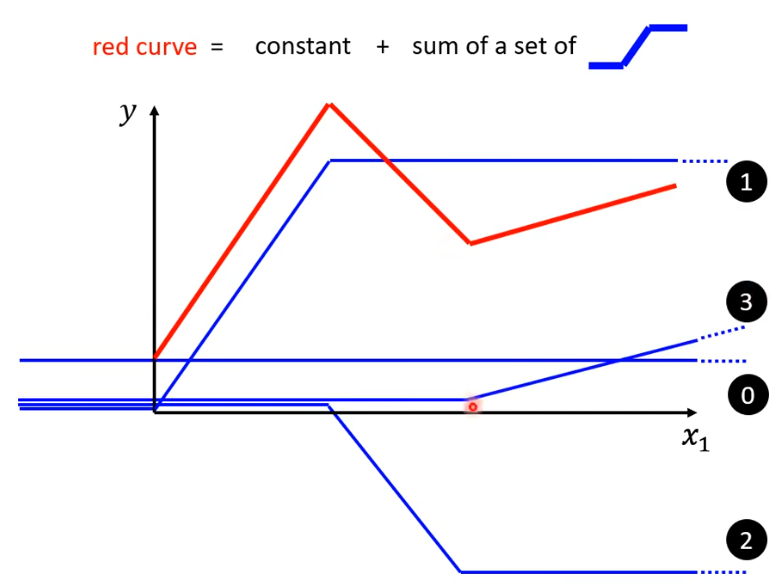 red curve = constant + sum of a set of
y
1
3
0
x₁
2